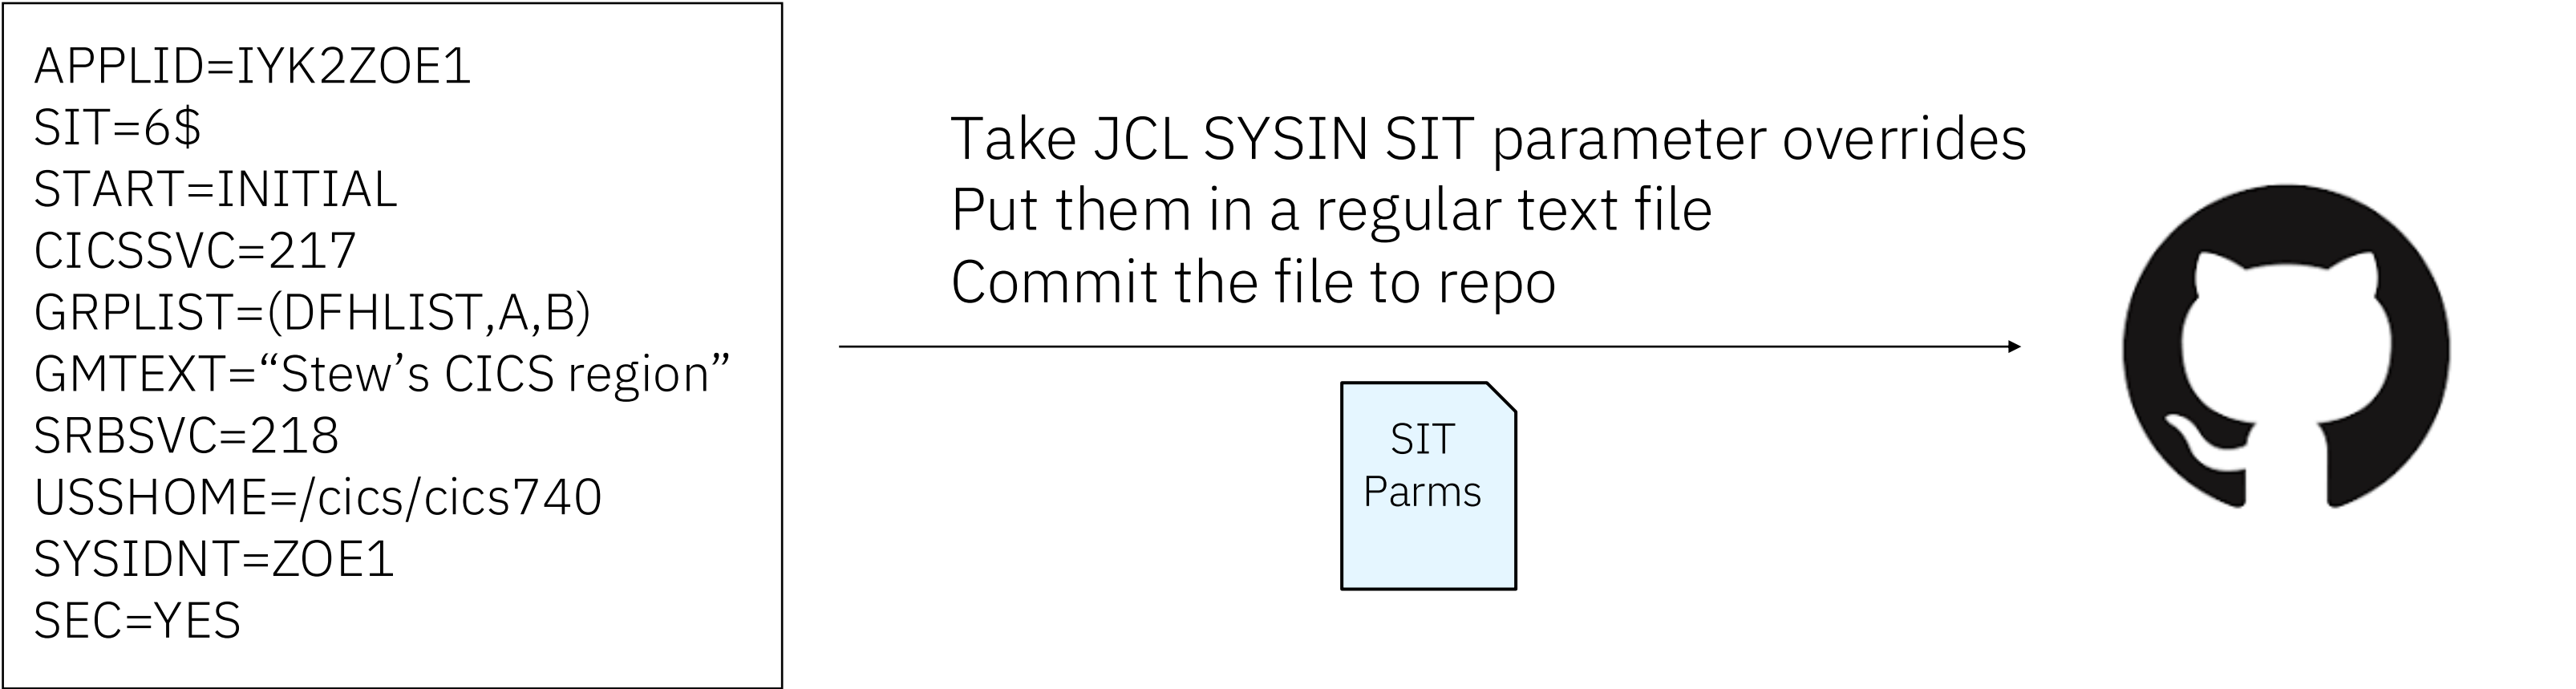 APPLID=IYK2ZOE1
SIT=6$
START=INITIAL
CICSSVC=217
GRPLIST=(DFHLIST,A,B)
GMTEXT=“Stew’s CICS region”
SRBSVC=218
USSHOME=/cics/cics740
SYSIDNT=ZOE1
SEC=YES
Take JCL SYSIN SIT parameter overrides
Put them in a regular text file
Commit the file to repo
SIT
Parms